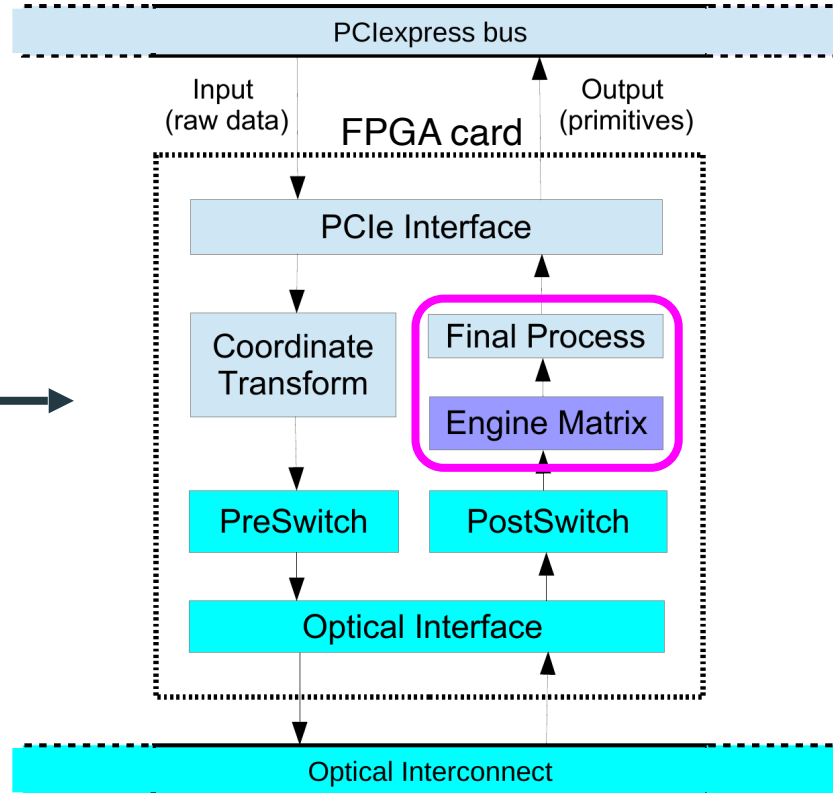 PCIexpress bus
Input
(raw data)
Output
(primitives)
FPGA card
PCIe Interface
Coordinate
Transform
Final Process
Engine Matrix
PreSwitch
PostSwitch
Optical Interface
Optical Interconnect